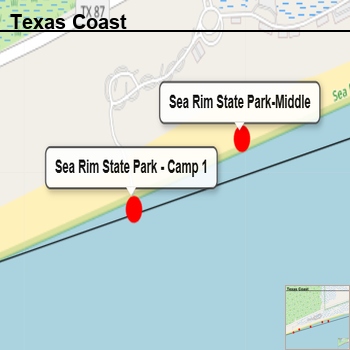 Texas Coast
TX 87
Sea Rim State Park-Middle
Sea
Sea Rim State Park - Camp 1
Texas Coast